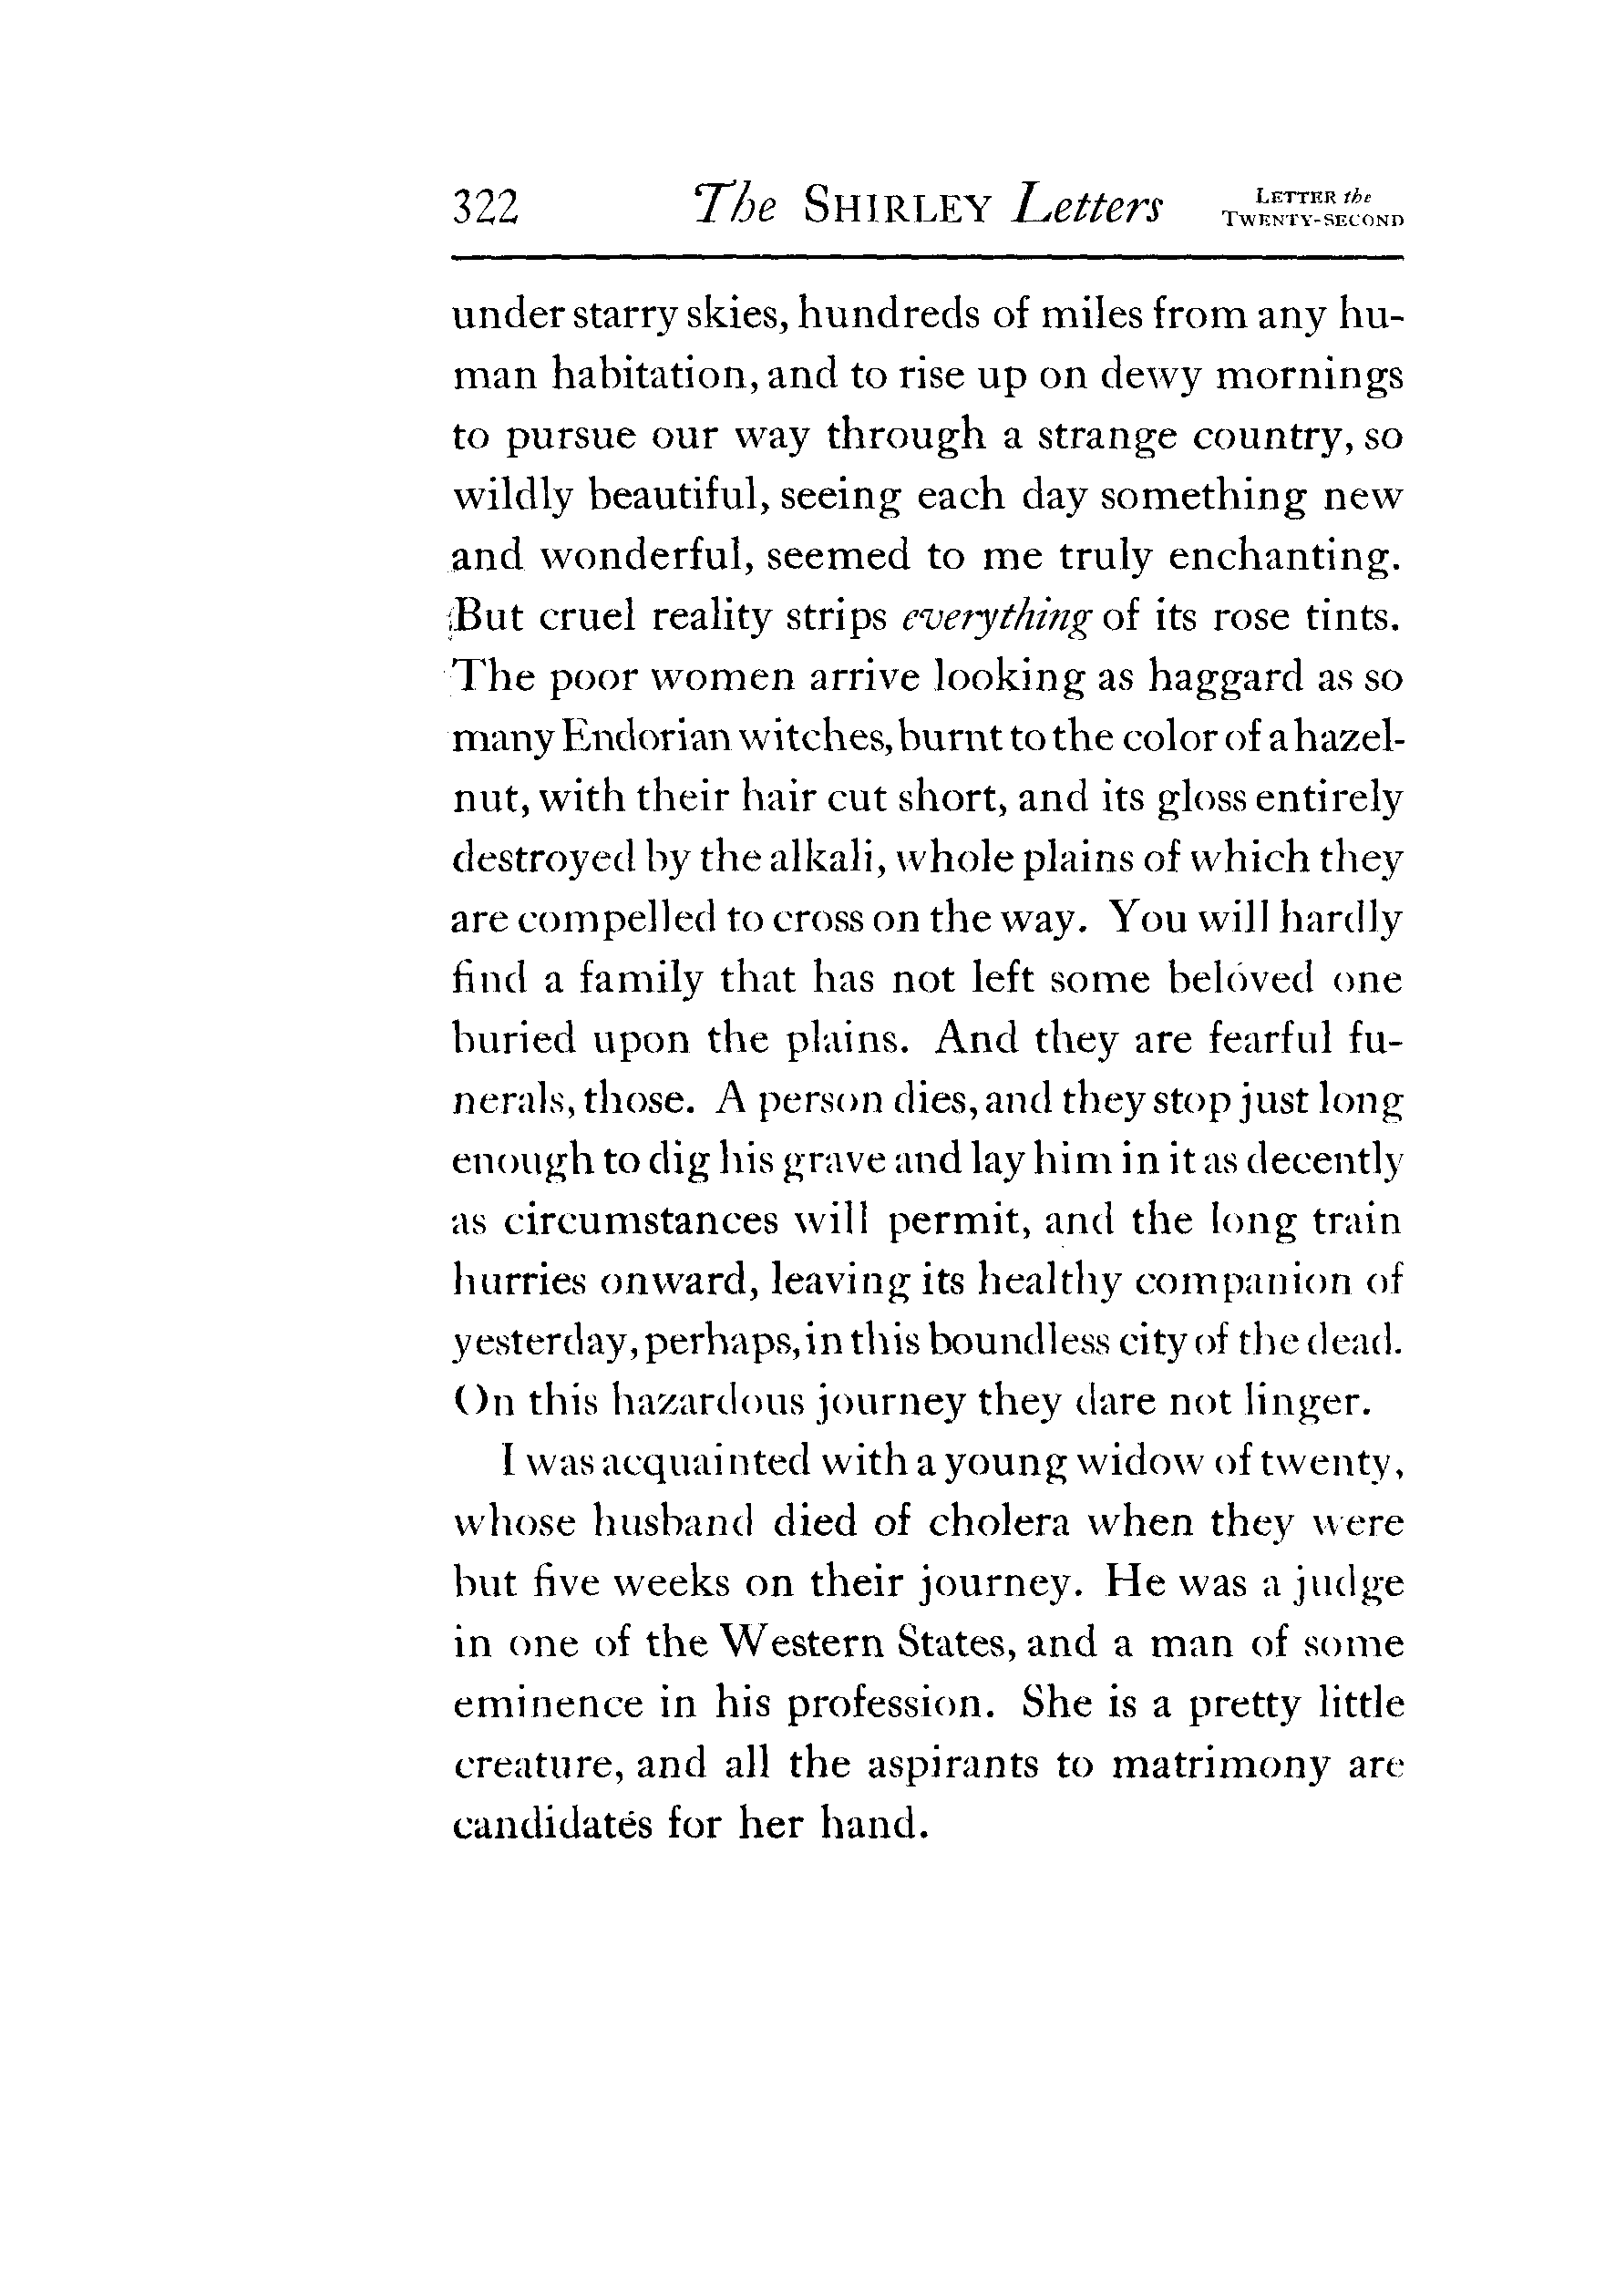 322 The SHIRLEY Letters LETTER the
TWENTY-SECOND
under starry skies, hundreds of miles from any hu-
man habitation, and to rise up on dewy mornings
to pursue our way through a strange country, so
wildly beautiful, seeing each day something new
and wonderful, seemed to me truly enchanting.
But cruel reality strips everything of its rose tints.
The poor women arrive looking as haggard as so
many Endorian witches, burnt to the color of a hazel-
nut, with their hair cut short, and its gloss entirely
destroyed by the alkali, whole plains of which they
are compelled to cross on the way. You will hardly
find a family that has not left some beloved one
buried upon the plains. And they are fearful fu-
nerals, those. A person dies, and they stop just long
enough to dig his grave and lay him in it as decently
as circumstances will permit, and the long train
hurries onward, leaving its healthy companion of
yesterday, perhaps, in this boundless city of the dead.
On this hazardous journey they dare not linger.
I was acquainted with a young widow of twenty,
whose husband died of cholera when they were
but five weeks on their journey. He was a judge
in one of the Western States, and a man of some
eminence in his profession. She is a pretty little
creature, and all the aspirants to matrimony are
candidates for her hand.